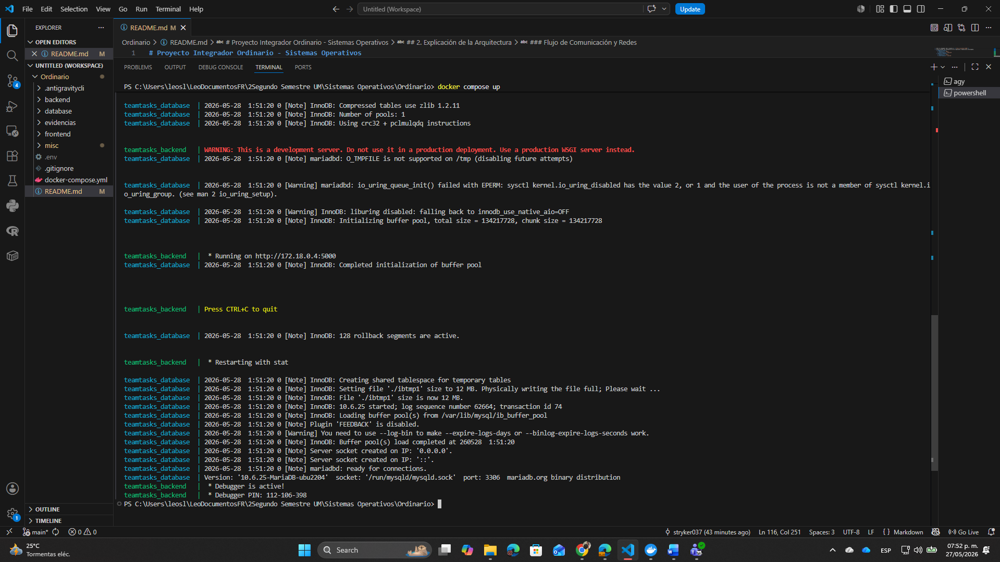 File Edit Selection View Go Run Terminal Help
Untitled (Workspace)
Update
EXPLORER
OPEN EDITORS
README.md M
UNTITLED (WORKSPACE)
Ordinario
.antigravitycli
backend
database
evidencias
frontend
misc
.env
.gitignore
docker-compose.yml
README.md M
OUTLINE
TIMELINE
README.md M
Ordinario > README.md > # Proyecto Integrador Ordinario - Sistemas Operativos > ## 2. Explicación de la Arquitectura > ### Flujo de Comunicación y Redes
1 # Proyecto Integrador Ordinario - Sistemas Operativos
PROBLEMS OUTPUT DEBUG CONSOLE TERMINAL PORTS
agy
powershell
PS C:\Users\leosl\LeoDocumentosFR\2Segundo Semestre UM\Sistemas Operativos\Ordinario> docker compose up
teamtasks_database | 2026-05-28 1:51:20 0 [Note] InnoDB: Compressed tables use zlib 1.2.11
teamtasks_database | 2026-05-28 1:51:20 0 [Note] InnoDB: Number of pools: 1
teamtasks_database | 2026-05-28 1:51:20 0 [Note] InnoDB: Using crc32 + pclmulqdq instructions
teamtasks_backend | WARNING: This is a development server. Do not use it in a production deployment. Use a production WSGI server instead.
teamtasks_database | 2026-05-28 1:51:20 0 [Note] mariadbd: O_TMPFILE is not supported on /tmp (disabling future attempts)
teamtasks_database | 2026-05-28 1:51:20 0 [Warning] mariadbd: io_uring_queue_init() failed with EPERM: sysctl kernel.io_uring_disabled has the value 2, or 1 and the user of the process is not a member of sysctl kernel.i
o_uring_group. (see man 2 io_uring_setup).
teamtasks_database | 2026-05-28 1:51:20 0 [Warning] InnoDB: liburing disabled: falling back to innodb_use_native_aio=OFF
teamtasks_database | 2026-05-28 1:51:20 0 [Note] InnoDB: Initializing buffer pool, total size = 134217728, chunk size = 134217728
teamtasks_backend | * Running on http://172.18.0.4:5000
teamtasks_database | 2026-05-28 1:51:20 0 [Note] InnoDB: Completed initialization of buffer pool
teamtasks_backend | Press CTRL+C to quit
teamtasks_database | 2026-05-28 1:51:20 0 [Note] InnoDB: 128 rollback segments are active.
teamtasks_backend | * Restarting with stat
teamtasks_database | 2026-05-28 1:51:20 0 [Note] InnoDB: Creating shared tablespace for temporary tables
teamtasks_database | 2026-05-28 1:51:20 0 [Note] InnoDB: Setting file './ibtmp1' size to 12 MB. Physically writing the file full; Please wait ...
teamtasks_database | 2026-05-28 1:51:20 0 [Note] InnoDB: File './ibtmp1' size is now 12 MB.
teamtasks_database | 2026-05-28 1:51:20 0 [Note] InnoDB: 10.6.25 started; log sequence number 62664; transaction id 74
teamtasks_database | 2026-05-28 1:51:20 0 [Note] InnoDB: Loading buffer pool(s) from /var/lib/mysql/ib_buffer_pool
teamtasks_database | 2026-05-28 1:51:20 0 [Note] Plugin 'FEEDBACK' is disabled.
teamtasks_database | 2026-05-28 1:51:20 0 [Warning] You need to use --log-bin to make --expire-logs-days or --binlog-expire-logs-seconds work.
teamtasks_database | 2026-05-28 1:51:20 0 [Note] InnoDB: Buffer pool(s) load completed at 260528 1:51:20
teamtasks_database | 2026-05-28 1:51:20 0 [Note] Server socket created on IP: '0.0.0.0'.
teamtasks_database | 2026-05-28 1:51:20 0 [Note] Server socket created on IP: '::'.
teamtasks_database | 2026-05-28 1:51:20 0 [Note] mariadbd: ready for connections.
teamtasks_database | Version: '10.6.25-MariaDB-ubu2204' socket: '/run/mysqld/mysqld.sock' port: 3306 mariadb.org binary distribution
teamtasks_backend | * Debugger is active!
teamtasks_backend | * Debugger PIN: 112-106-398
PS C:\Users\leosl\LeoDocumentosFR\2Segundo Semestre UM\Sistemas Operativos\Ordinario>
4
1
main* 0 0
stryker037 (43 minutes ago) Ln 116, Col 251 Spaces: 3 UTF-8 LF { } Markdown Go Live
25°C
Tormentas eléc.
Search
ESP
07:52 p. m.
27/05/2026